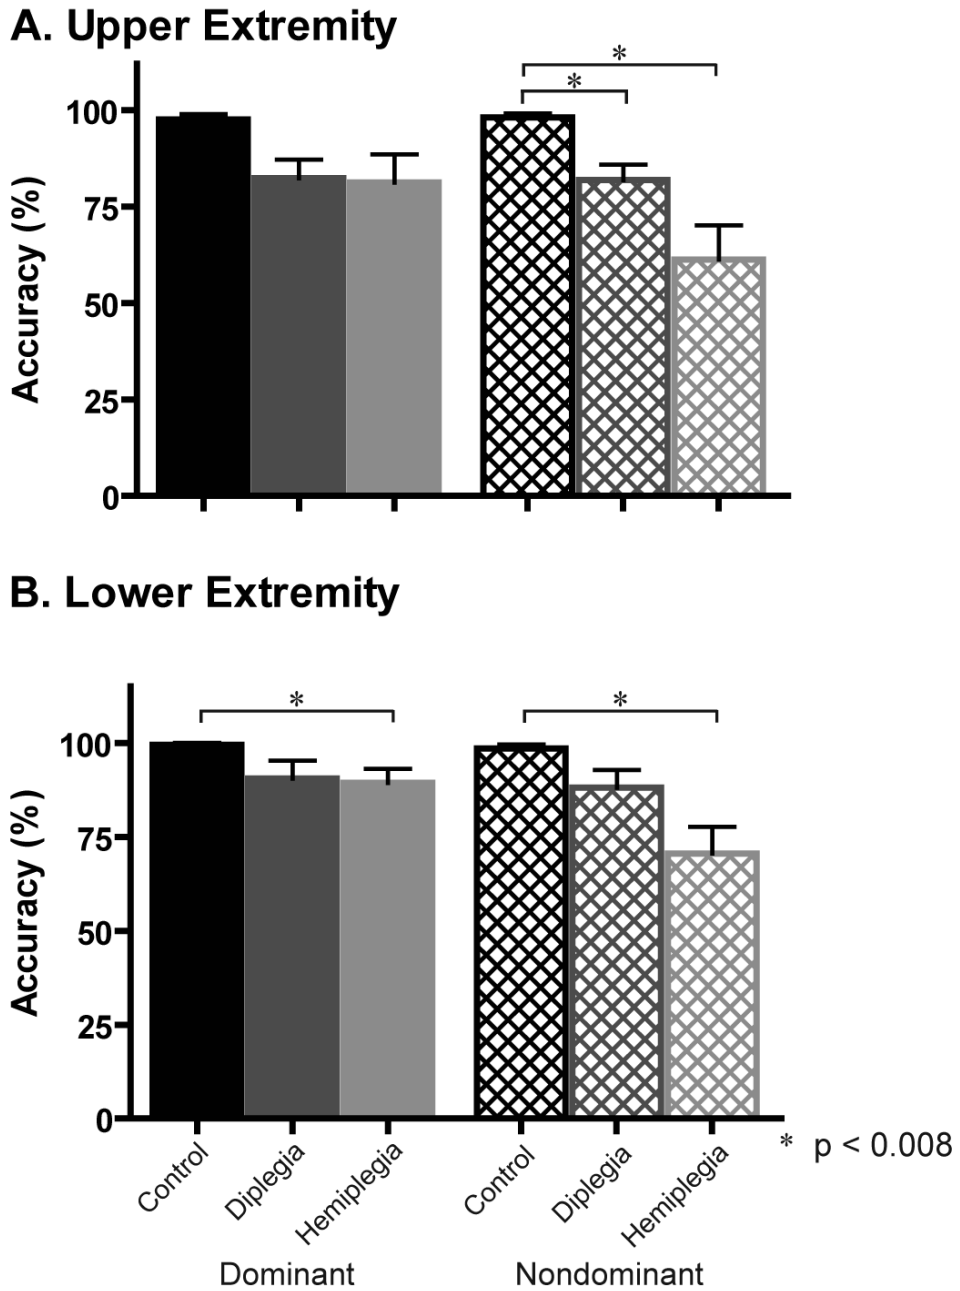 A. Upper Extremity
*
*
100
75
50
25
0
Accuracy (%)
B. Lower Extremity
*
*
100
75
50
25
0
Accuracy (%)
* p < 0.008
Control
Diplegia
Hemiplegia
Control
Diplegia
Hemiplegia
Dominant
Nondominant